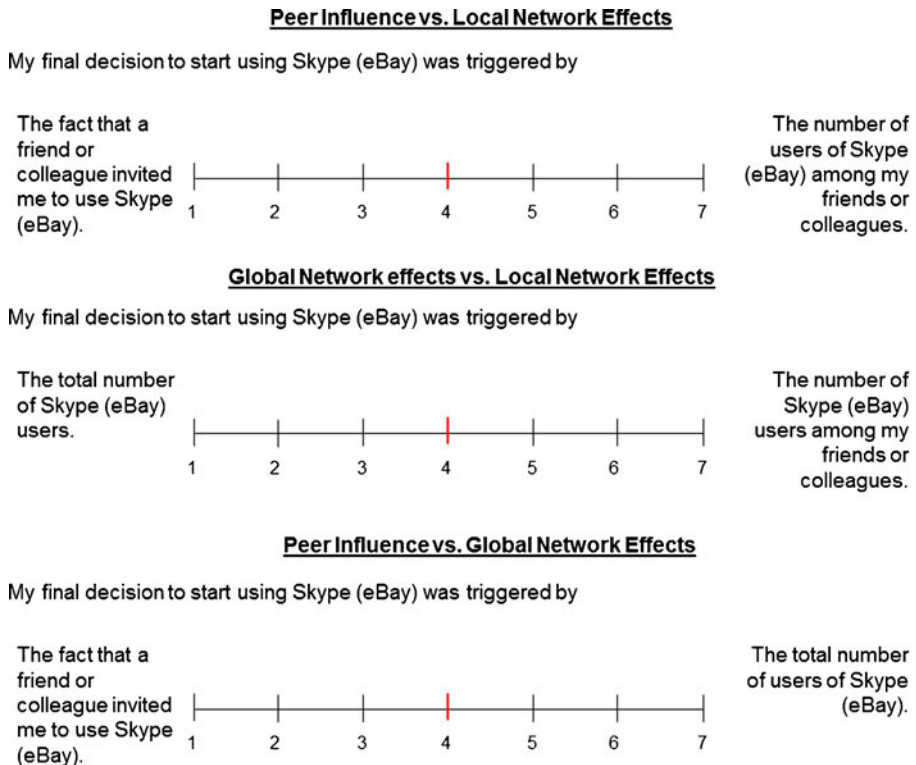 Peer Influence vs. Local Network Effects
My final decision to start using Skype (eBay) was triggered by
The fact that a
friend or
colleague invited
me to use Skype
(eBay).
1 2 3 4 5 6 7
The number of
users of Skype
(eBay) among my
friends or
colleagues.
Global Network effects vs. Local Network Effects
My final decision to start using Skype (eBay) was triggered by
The total number
of Skype (eBay)
users.
1 2 3 4 5 6 7
The number of
Skype (eBay)
users among my
friends or
colleagues.
Peer Influence vs. Global Network Effects
My final decision to start using Skype (eBay) was triggered by
The fact that a
friend or
colleague invited
me to use Skype
(eBay).
1 2 3 4 5 6 7
The total number
of users of Skype
(eBay).